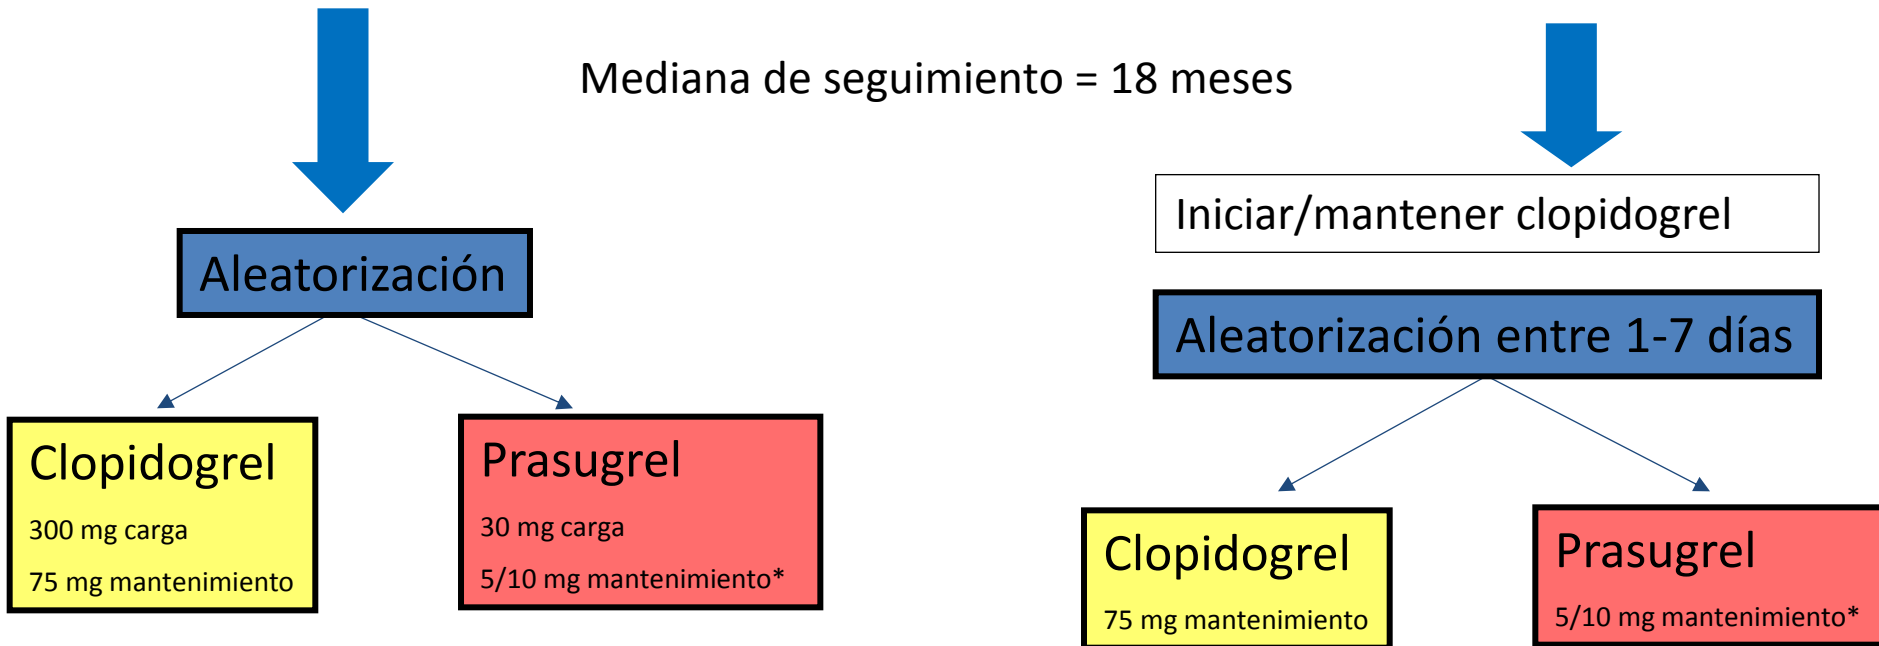 Mediana de seguimiento = 18 meses
Aleatorización
Clopidogrel
300 mg carga
75 mg mantenimiento
Prasugrel
30 mg carga
5/10 mg mantenimiento*
Iniciar/mantener clopidogrel
Aleatorización entre 1-7 días
Clopidogrel
75 mg mantenimiento
Prasugrel
5/10 mg mantenimiento*